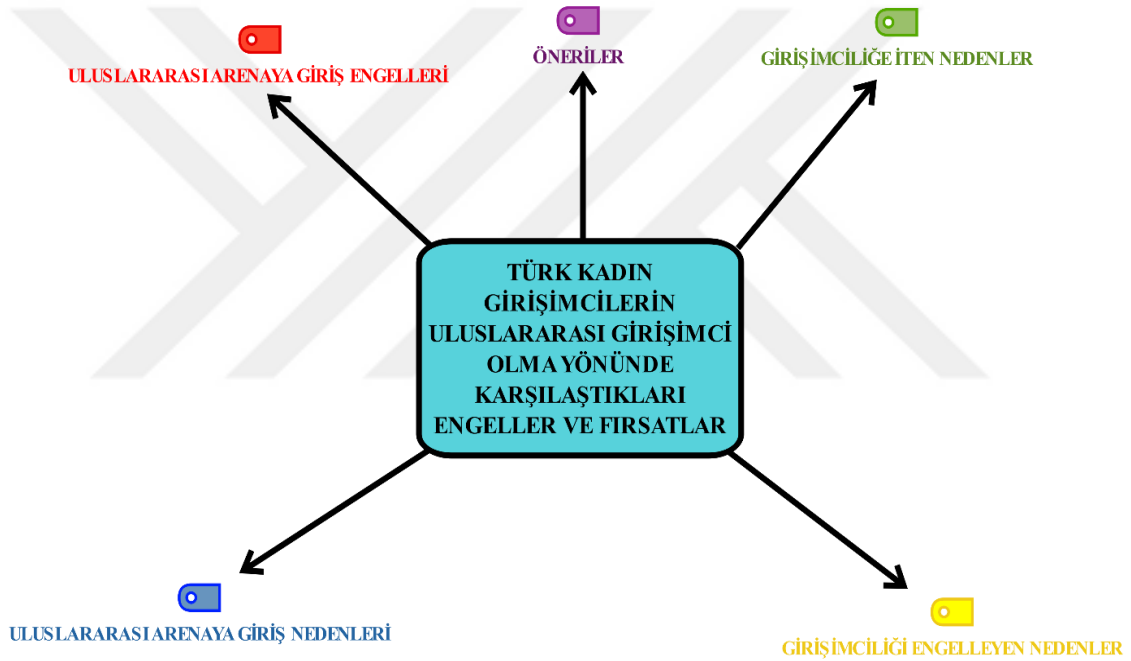 ÖNERİLER
GİRİŞİMCİLİĞE İTEN NEDENLER
ULUSLARARASI ARENAYA GİRİŞ ENGELLERİ
TÜRK KADIN
GİRİŞİMCİLERİN
ULUSLARARASI GİRİŞİMCİ
OLMA YÖNÜNDE
KARŞILAŞTIKLARI
ENGELLER VE FIRSATLAR
ULUSLARARASI ARENAYA GİRİŞ NEDENLERİ
GİRİŞİMCİLİĞİ ENGELLEYEN NEDENLER